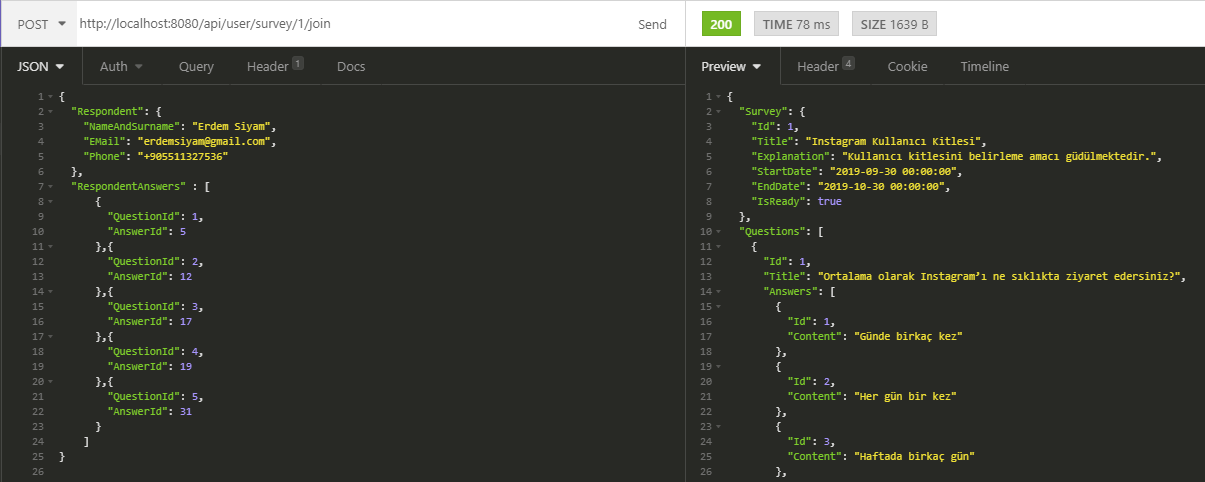 POST http://localhost:8080/api/user/survey/1/join Send
200 TIME 78 ms SIZE 1639 B
JSON Auth Query Header 1 Docs
Preview Header 4 Cookie Timeline
1 {
2 "Respondent": {
3 "NameAndSurname": "Erdem Siyam",
4 "EMail": "erdemsiyam@gmail.com",
5 "Phone": "+905511327536"
6 },
7 "RespondentAnswers" : [
8 {
9 "QuestionId": 1,
10 "AnswerId": 5
11 },{
12 "QuestionId": 2,
13 "AnswerId": 12
14 },{
15 "QuestionId": 3,
16 "AnswerId": 17
17 },{
18 "QuestionId": 4,
19 "AnswerId": 19
20 },{
21 "QuestionId": 5,
22 "AnswerId": 31
23 }
24 ]
25 }
26
1 {
2 "Survey": {
3 "Id": 1,
4 "Title": "Instagram Kullanıcı Kitlesi",
5 "Explanation": "Kullanıcı kitlesini belirleme amacı güdülmektedir.",
6 "StartDate": "2019-09-30 00:00:00",
7 "EndDate": "2019-10-30 00:00:00",
8 "IsReady": true
9 },
10 "Questions": [
11 {
12 "Id": 1,
13 "Title": "Ortalama olarak Instagram’ı ne sıklıkta ziyaret edersiniz?",
14 "Answers": [
15 {
16 "Id": 1,
17 "Content": "Günde birkaç kez"
18 },
19 {
20 "Id": 2,
21 "Content": "Her gün bir kez"
22 },
23 {
24 "Id": 3,
25 "Content": "Haftada birkaç gün"
26 },